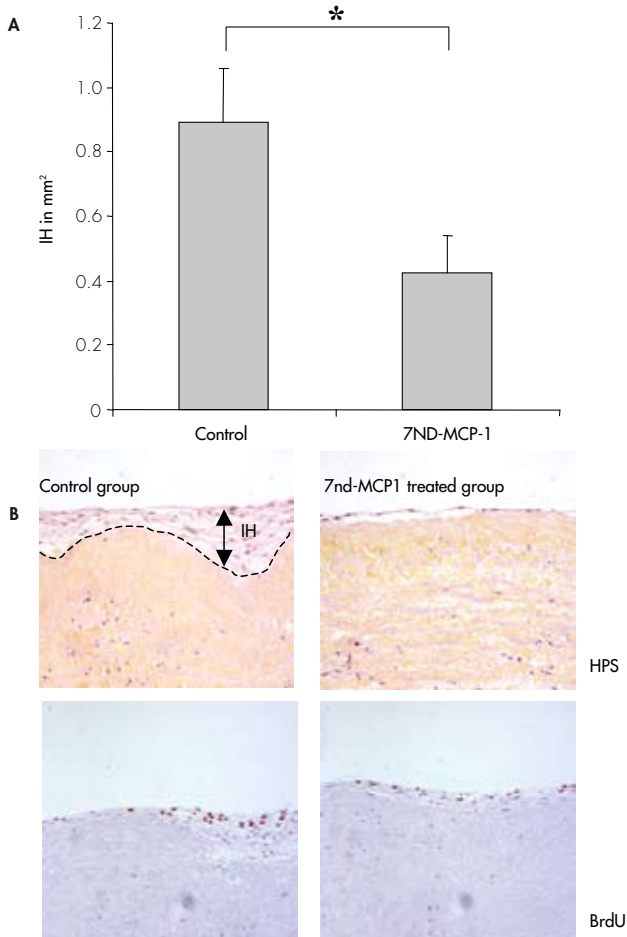 A
*
1.2
1.0
0.8
0.6
0.4
0.2
0
IH in mm²
Control
7ND-MCP-1
B
Control group
7nd-MCP1 treated group
IH
HPS
BrdU